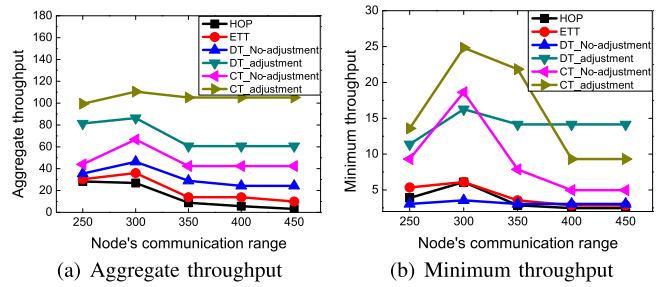 HOP
ETT
DT_No-adjustment
DT_adjustment
CT_No-adjustment
CT_adjustment
180
160
140
120
100
80
60
40
20
0
Aggregate throughput
250 300 350 400 450
Node's communication range
(a) Aggregate throughput
HOP
ETT
DT_No-adjustment
DT_adjustment
CT_No-adjustment
CT_adjustment
30
25
20
15
10
5
Minimum throughput
250 300 350 400 450
Node's communication range
(b) Minimum throughput